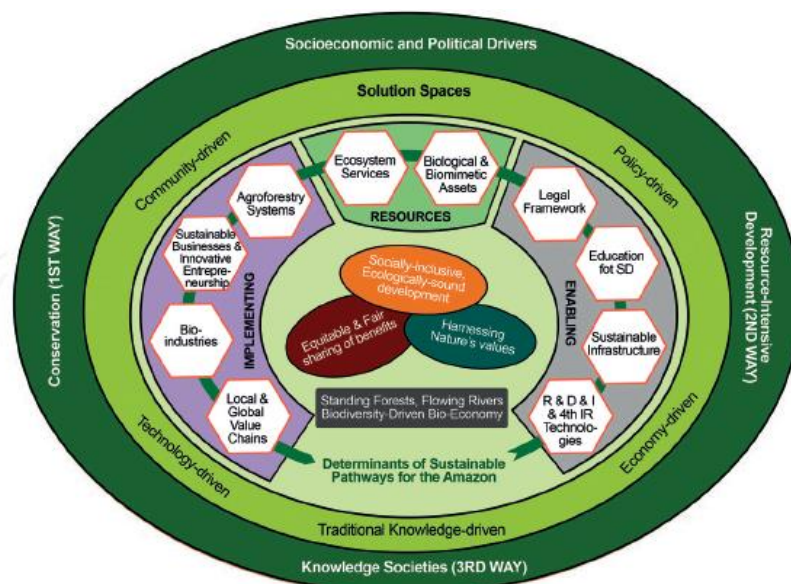 Socioeconomic and Political Drivers
Solution Spaces
Community-driven
Policy-driven
Conservation (1ST WAY)
Resource-Intensive
Development (2ND WAY)
Ecosystem
Services
Biological &
Biomimetic
Assets
RESOURCES
Agroforestry
Systems
Sustainable
Businesses &
Innovative
Entrepre-
neurship
Bio-
industries
Local &
Global
Value
Chains
IMPLEMENTING
Legal
Framework
Education
fot SD
Sustainable
Infrastructure
R & D & I
& 4th IR
Technolo-
gies
ENABLING
Socially-inclusive,
Ecologically-sound
development
Equitable & Fair
sharing of benefits
Harnessing
Nature's values
Standing Forests, Flowing Rivers
Biodiversity-Driven Bio-Economy
Determinants of Sustainable
Pathways for the Amazon
Technology-driven
Economy-driven
Traditional Knowledge-driven
Knowledge Societies (3RD WAY)